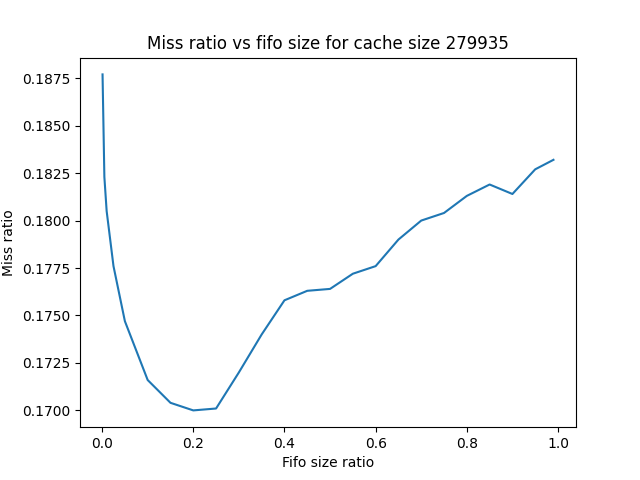 Miss ratio vs fifo size for cache size 279935
0.1875
0.1850
0.1825
0.1800
0.1775
0.1750
0.1725
0.1700
Miss ratio
0.0 0.2 0.4 0.6 0.8 1.0
Fifo size ratio